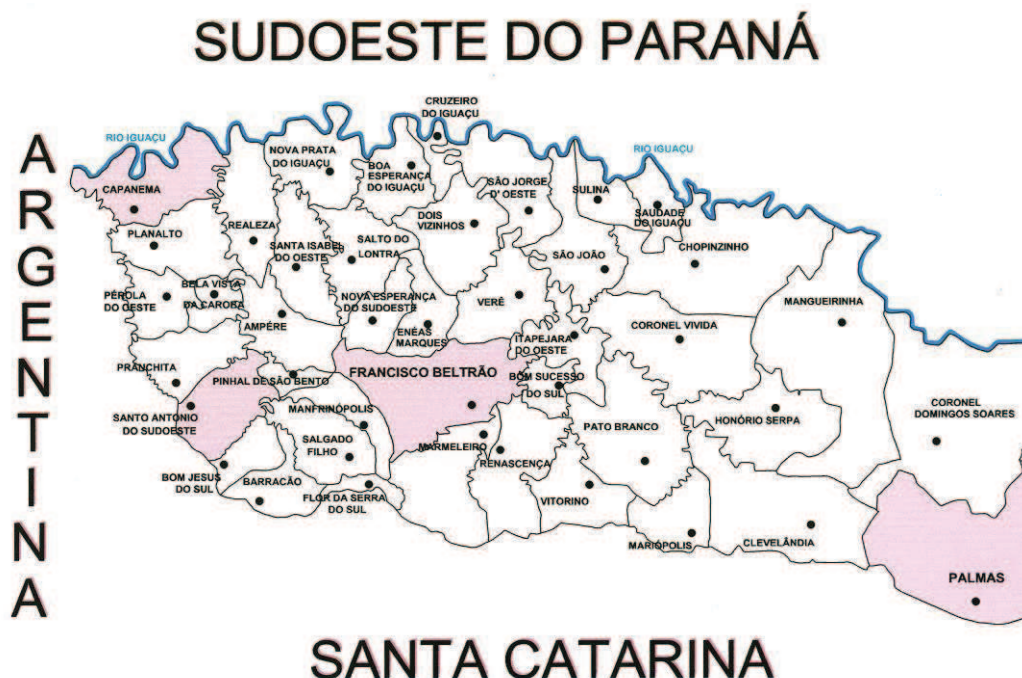 SUDOESTE DO PARANÁ
ARGENTINA
CRUZEIRO
DO IGUAÇU
RIO IGUAÇU
RIO IGUAÇU
NOVA PRATA
DO IGUAÇU
BOA
ESPERANÇA
DO IGUAÇU
SÃO JORGE
D' OESTE
SULINA
SAUDADE
DO IGUAÇU
CAPANEMA
PLANALTO
REALEZA
SANTA ISABEL
DO OESTE
SALTO DO
LONTRA
DOIS
VIZINHOS
SÃO JOÃO
CHOPINZINHO
PÉROLA
DO OESTE
BELA VISTA
DA CAROBA
AMPÉRE
NOVA ESPERANÇA
DO SUDOESTE
ENÉAS
MARQUES
VERÊ
ITAPEJARA
DO OESTE
CORONEL VIVIDA
MANGUEIRINHA
PRANCHITA
PINHAL DE SÃO BENTO
FRANCISCO BELTRÃO
BOM SUCESSO
DO SUL
SANTO ANTONIO
DO SUDOESTE
MANFRINÓPOLIS
SALGADO
FILHO
MARMELEIRO
RENASCENÇA
PATO BRANCO
HONÓRIO SERPA
CORONEL
DOMINGOS SOARES
BOM JESUS
DO SUL
BARRACÃO
FLOR DA SERRA
DO SUL
VITORINO
MARIÓPOLIS
CLEVELÂNDIA
PALMAS
SANTA CATARINA